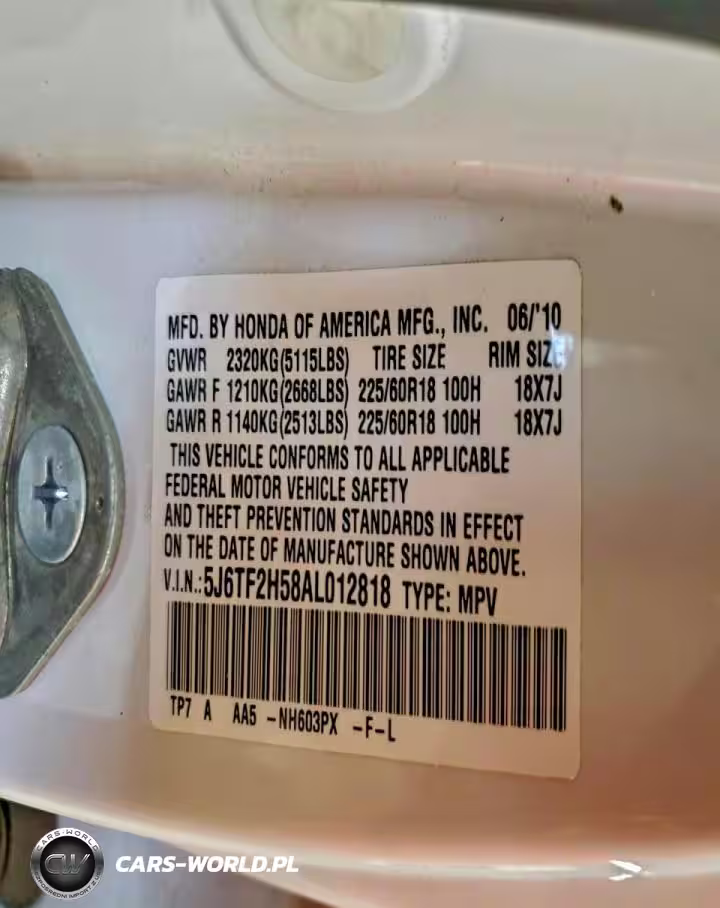 MFD. BY HONDA OF AMERICA MFG., INC. 06/'10
GVWR 2320KG(5115LBS) TIRE SIZE RIM SIZE
GAWR F 1210KG(2668LBS) 225/60R18 100H 18X7J
GAWR R 1140KG(2513LBS) 225/60R18 100H 18X7J
THIS VEHICLE CONFORMS TO ALL APPLICABLE
FEDERAL MOTOR VEHICLE SAFETY
AND THEFT PREVENTION STANDARDS IN EFFECT
ON THE DATE OF MANUFACTURE SHOWN ABOVE.
V.I.N.:5J6TF2H58AL012818 TYPE: MPV
TP7 A AA5 -NH603PX -F-L
CARS-WORLD
CW
CARS-WORLD.PL